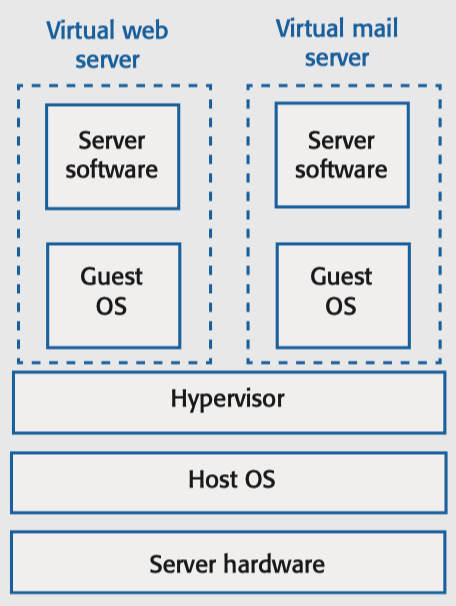 Virtual web
server
Virtual mail
server
Server
software
Server
software
Guest
OS
Guest
OS
Hypervisor
Host OS
Server hardware